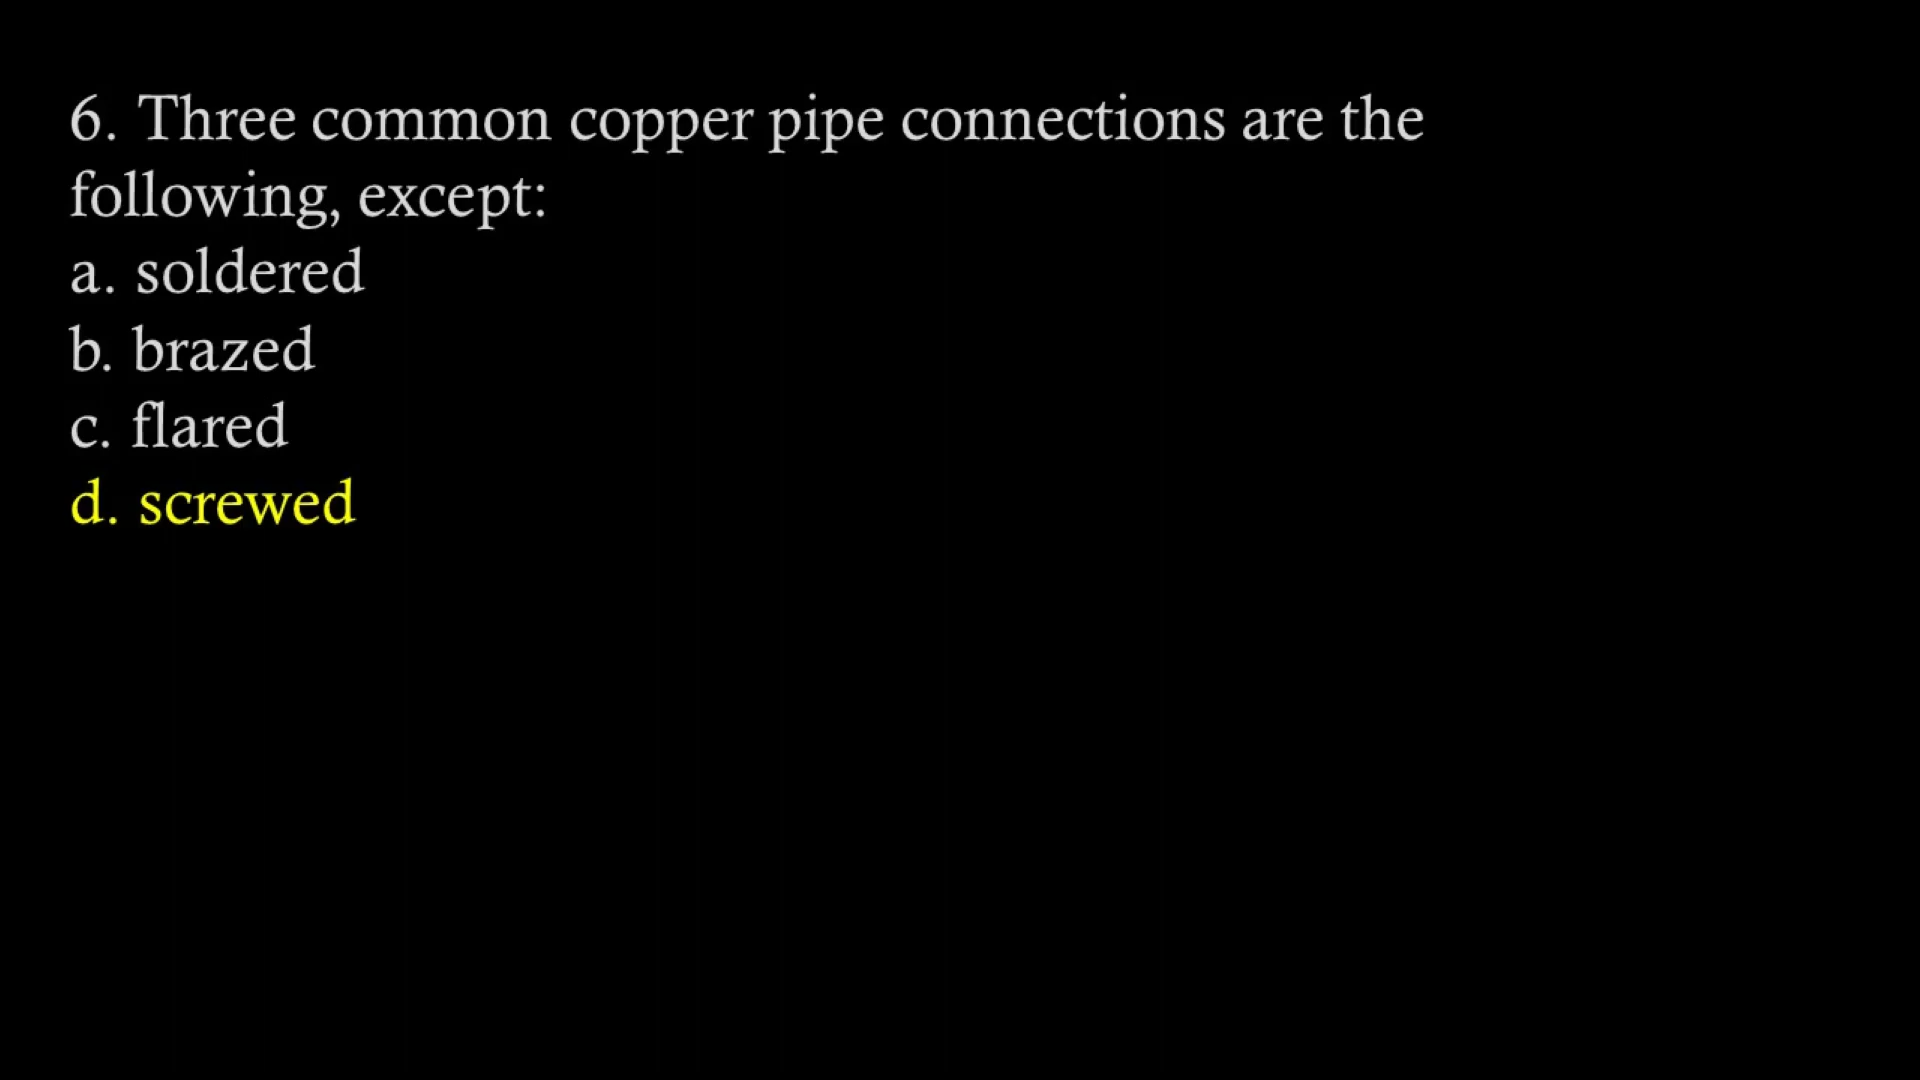 6. Three common copper pipe connections are the
following, except:
a. soldered
b. brazed
c. flared
d. screwed